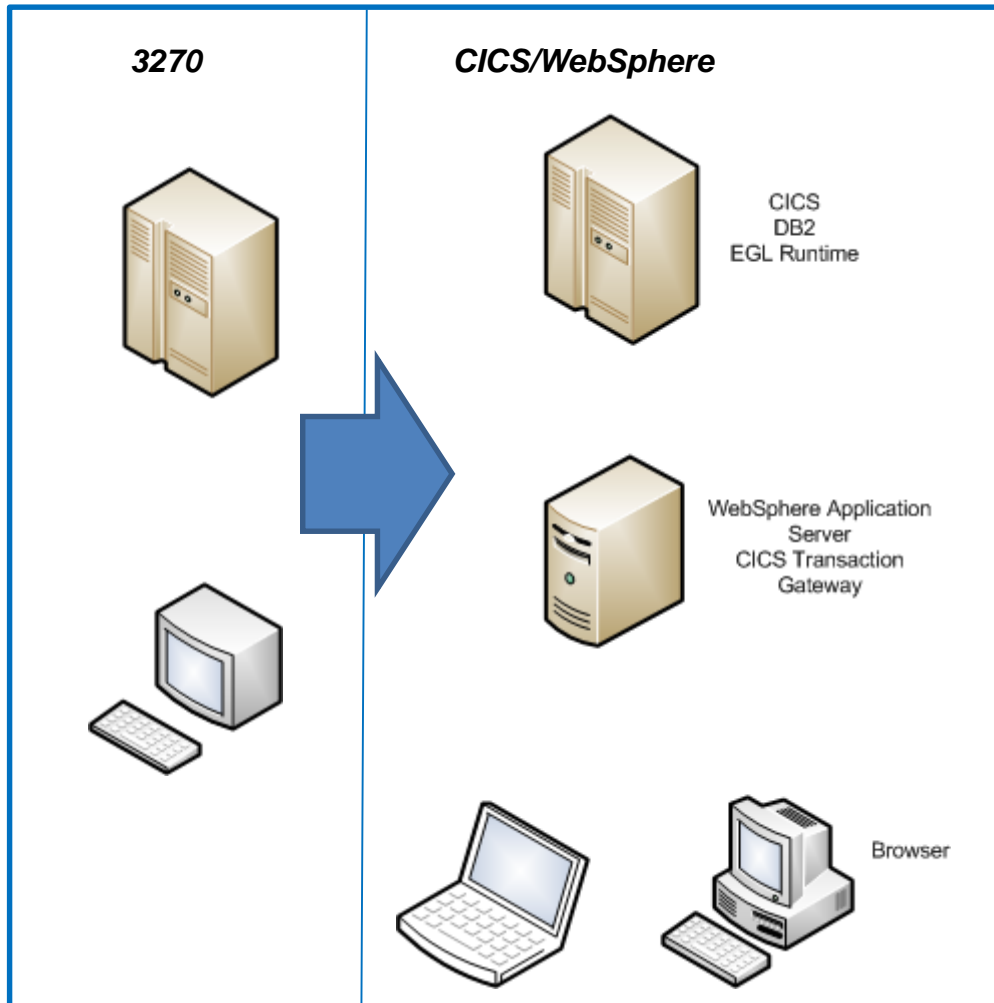 3270
CICS/WebSphere
CICS
DB2
EGL Runtime
WebSphere Application
Server
CICS Transaction
Gateway
Browser